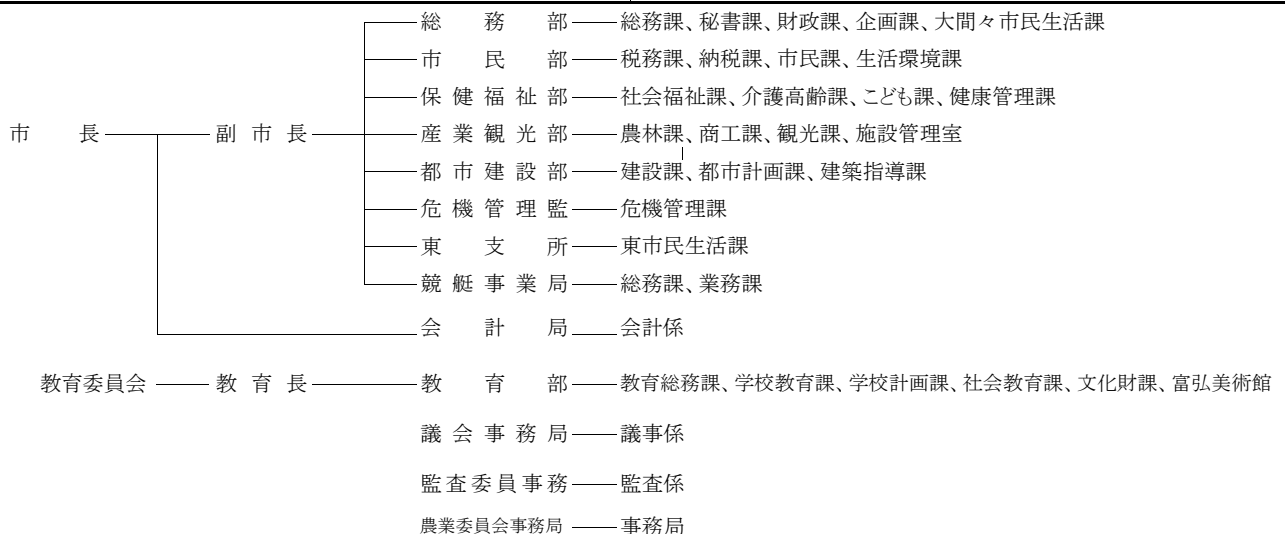 総務部 総務課、秘書課、財政課、企画課、大間々市民生活課
市民部 税務課、納税課、市民課、生活環境課
保健福祉部 社会福祉課、介護高齢課、こども課、健康管理課
市長 副市長 産業観光部 農林課、商工課、観光課、施設管理室
都市建設部 建設課、都市計画課、建築指導課
危機管理監 危機管理課
東支所 東市民生活課
競艇事業局 総務課、業務課
会計局 会計係
教育委員会 教育長 教育部 教育総務課、学校教育課、学校計画課、社会教育課、文化財課、富弘美術館
議会事務局 議事係
監査委員事務 監査係
農業委員会事務局 事務局